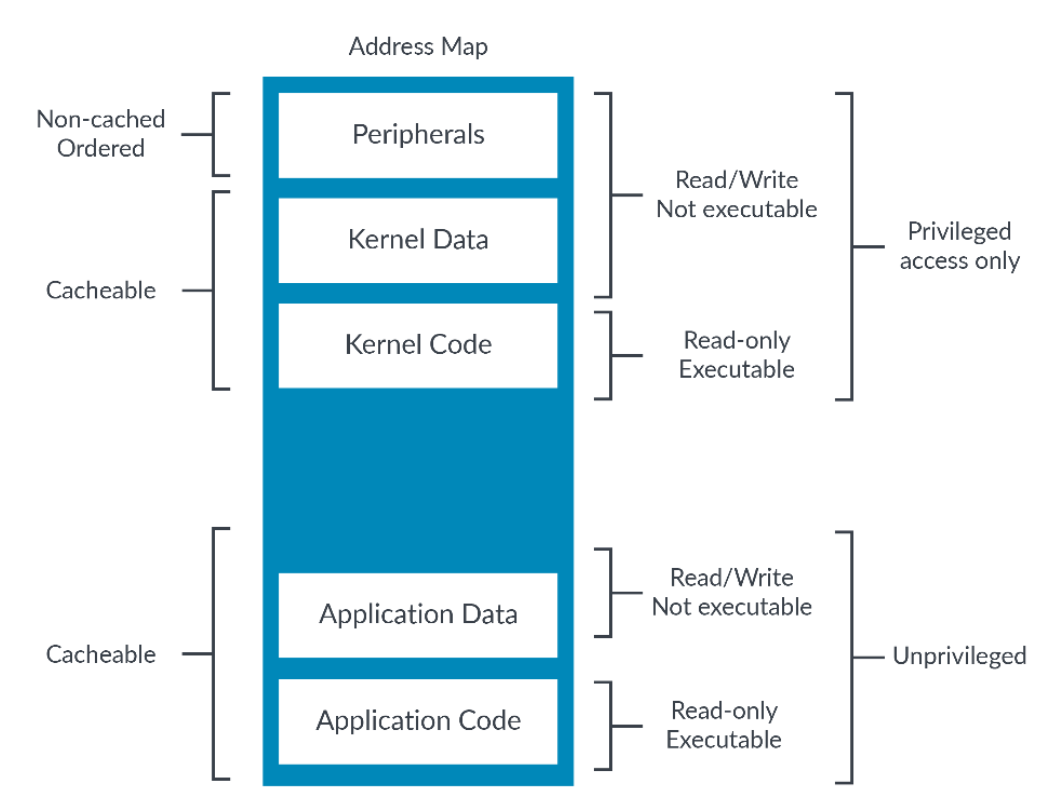 Address Map
Non-cached
Ordered
Peripherals
Read/Write
Not executable
Kernel Data
Privileged
access only
Cacheable
Kernel Code
Read-only
Executable
Application Data
Read/Write
Not executable
Cacheable
Unprivileged
Application Code
Read-only
Executable